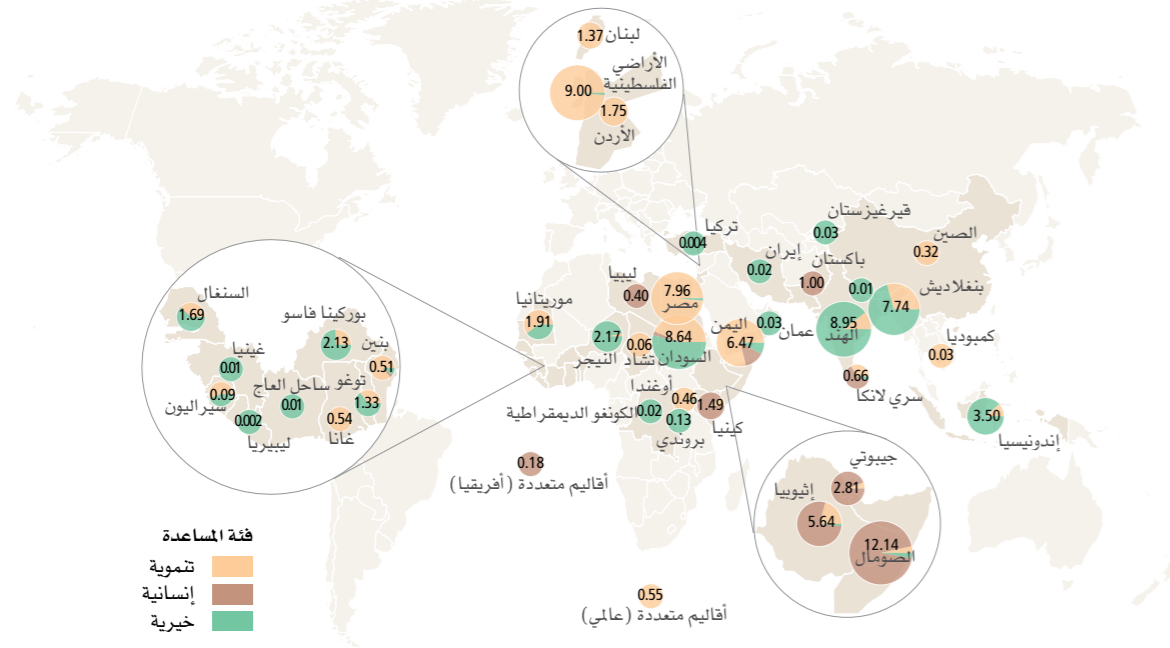 لبنان
1.37
الأراضي
الفلسطينية
9.00
1.75
الأردن
قيرغيزستان
0.03
تركيا
0.004
الصين
0.32
إيران
0.02
باكستان
1.00
0.01
بنغلاديش
7.74
ليبيا
0.40
7.96
مصر
موريتانيا
1.91
النيجر
2.17
تشاد
0.06
8.64
السودان
اليمن
6.47
عمان
0.03
8.95
الهند
كمبوديا
0.03
0.66
سري لانكا
3.50
إندونيسيا
أوغندا
0.46
1.49
كينيا
الكونغو الديمقراطية
0.02
0.13
بروندي
السنغال
1.69
بوركينا فاسو
2.13
بنين
0.51
غينيا
0.01
توغو
1.33
ساحل العاج
0.01
0.09
سيراليون
0.002
ليبيريا
0.54
غانا
0.18
أقاليم متعددة (أفريقيا)
جيبوتي
2.81
إثيوبيا
5.64
12.14
الصومال
0.55
أقاليم متعددة (عالمي)
فئة المساعدة
تنموية
إنسانية
خيرية